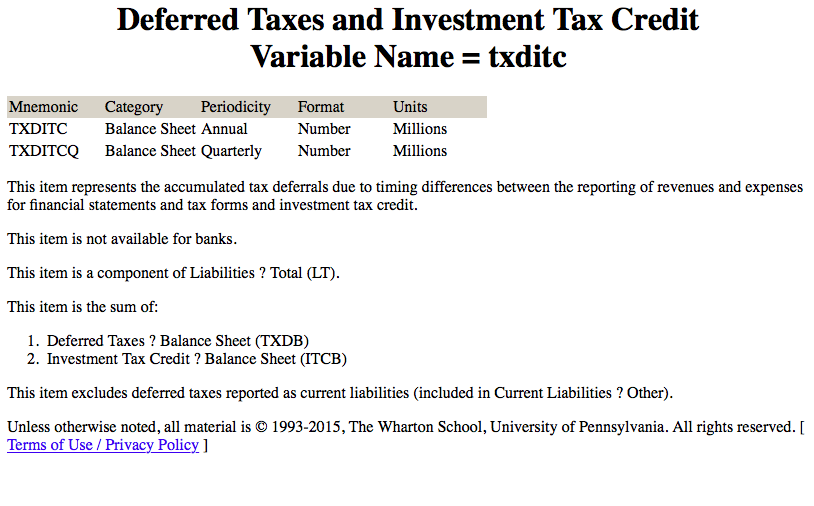 Deferred Taxes and Investment Tax Credit
Variable Name = txditc
Mnemonic Category Periodicity Format Units
TXDITC Balance Sheet Annual Number Millions
TXDITCQ Balance Sheet Quarterly Number Millions
This item represents the accumulated tax deferrals due to timing differences between the reporting of revenues and expenses
for financial statements and tax forms and investment tax credit.
This item is not available for banks.
This item is a component of Liabilities ? Total (LT).
This item is the sum of:
1. Deferred Taxes ? Balance Sheet (TXDB)
2. Investment Tax Credit ? Balance Sheet (ITCB)
This item excludes deferred taxes reported as current liabilities (included in Current Liabilities ? Other).
Unless otherwise noted, all material is © 1993-2015, The Wharton School, University of Pennsylvania. All rights reserved. [
Terms of Use / Privacy Policy ]